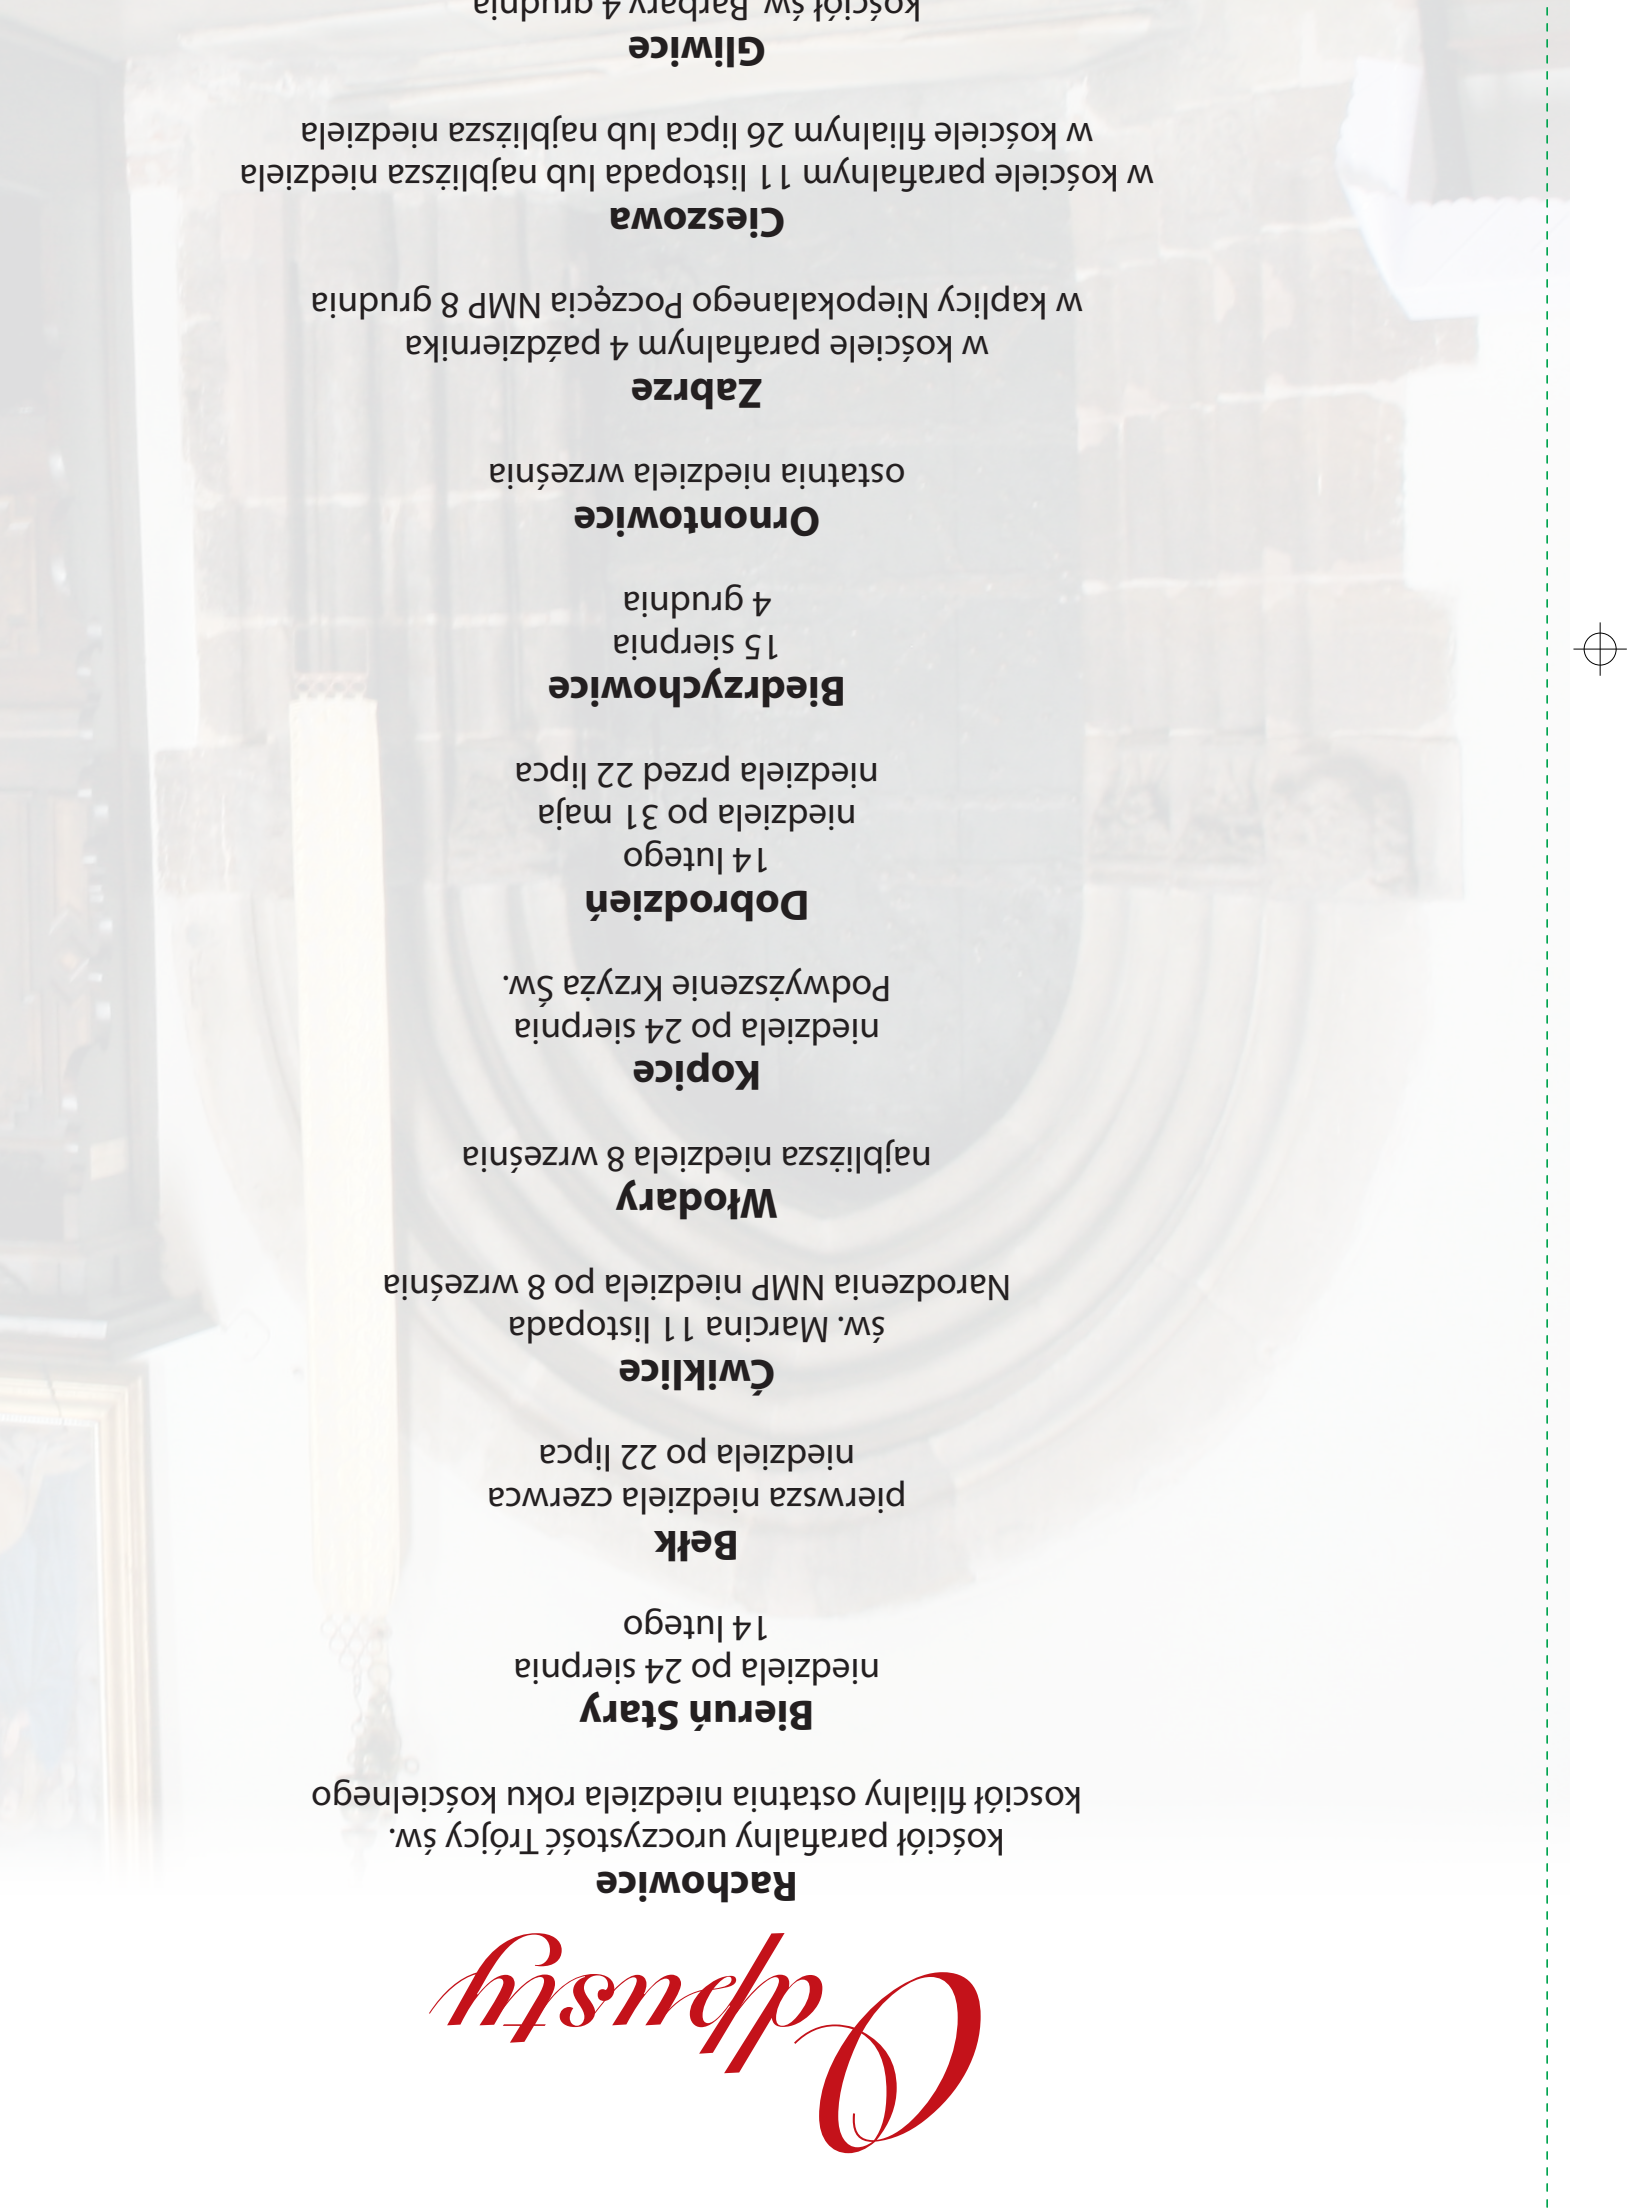 Odpusty
Rachowice
kościół parafialny uroczystość Trójcy św.
kosciół filialny ostatnia niedziela roku kościelnego
Bieruń Stary
niedziela po 24 sierpnia
14 lutego
Bełk
pierwsza niedziela czerwca
niedziela po 22 lipca
Ćwiklice
św. Marcina 11 listopada
Narodzenia NMP niedziela po 8 września
Włodary
najbliższa niedziela 8 września
Kopice
niedziela po 24 sierpnia
Podwyższenie Krzyża Św.
Dobrodzień
14 lutego
niedziela po 31 maja
niedziela przed 22 lipca
Biedrzychowice
15 sierpnia
4 grudnia
Ornontowice
ostatnia niedziela września
Zabrze
w kościele parafialnym 4 października
w kaplicy Niepokalanego Poczęcia NMP 8 grudnia
Cieszowa
w kościele parafialnym 11 listopada lub najbliższa niedziela
w kościele filialnym 26 lipca lub najbliższa niedziela
Gliwice
kościół św. Barbary 4 grudnia